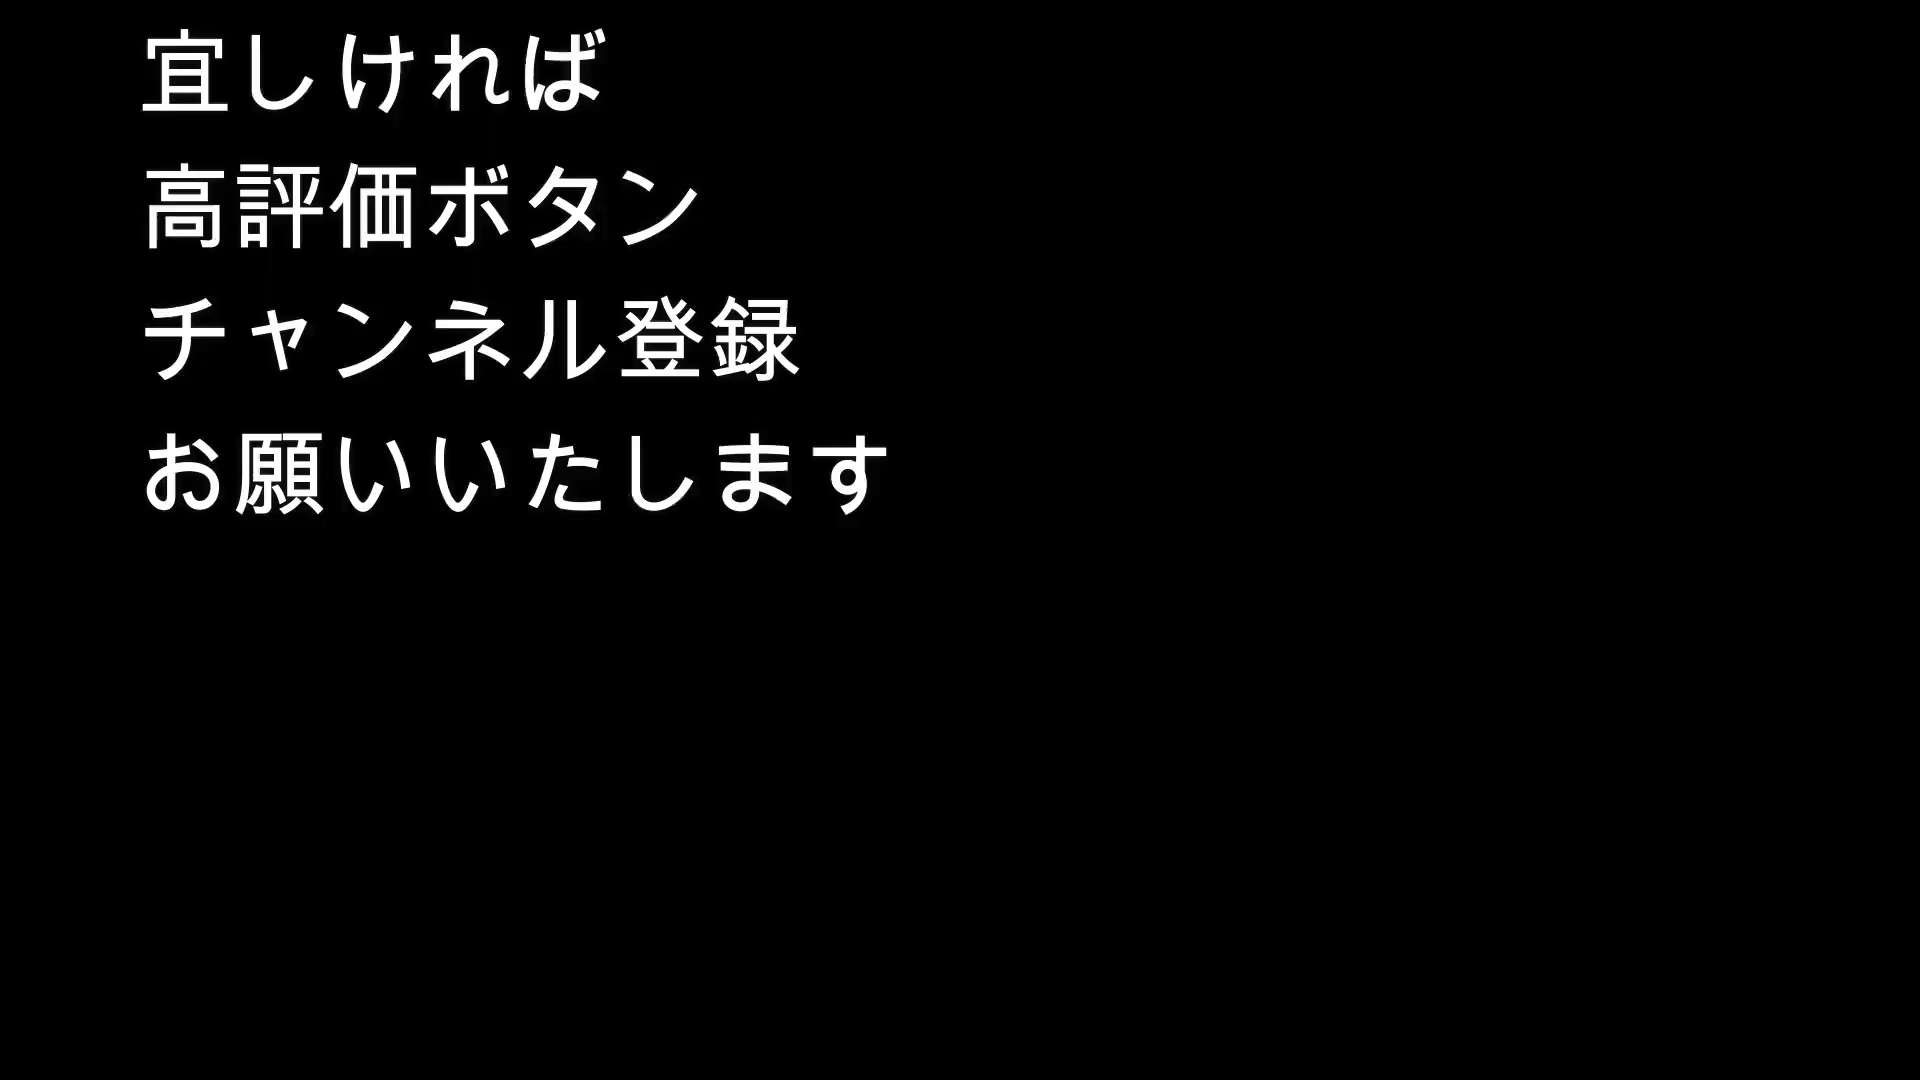 宜しければ
高評価ボタン
チャンネル登録
お願いいたします